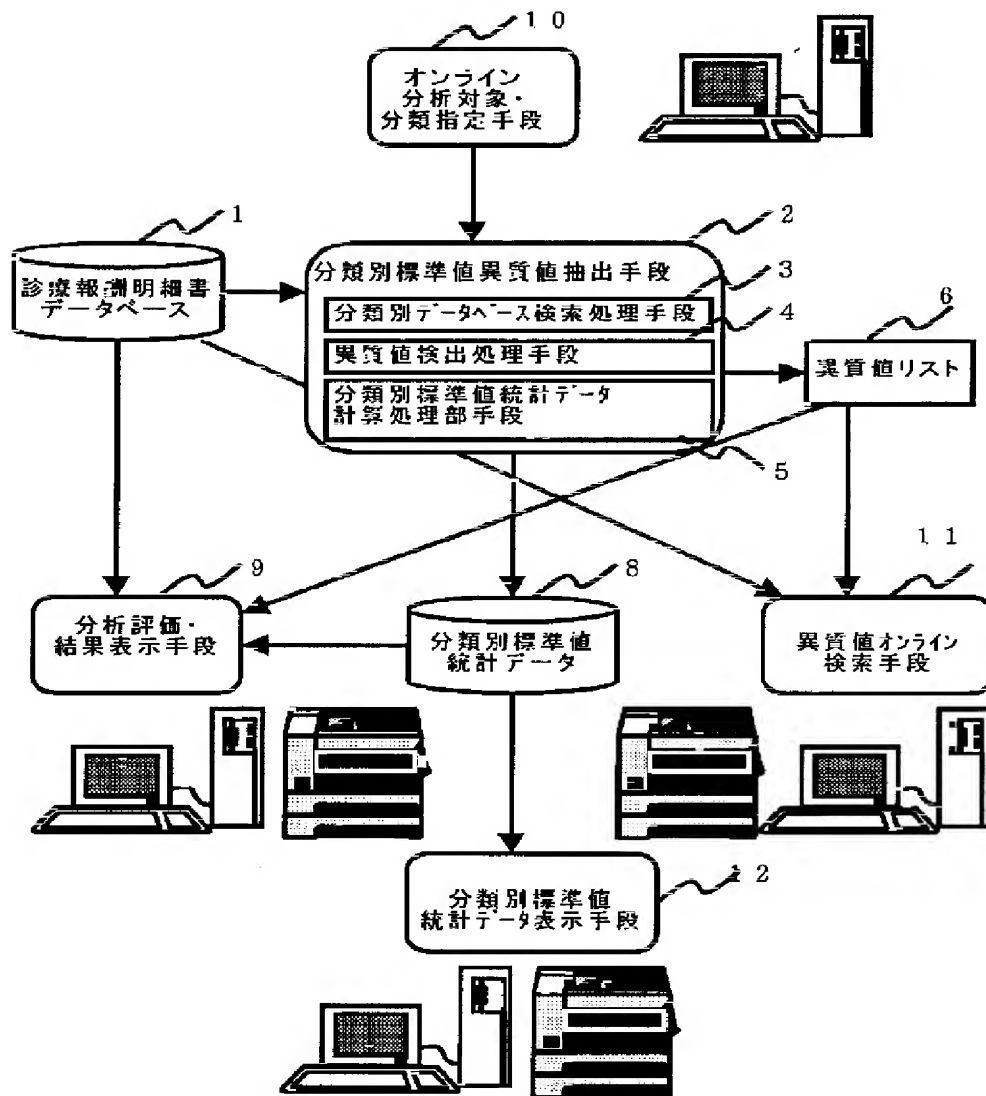 １０
オンライン
分析対象・
分類指定手段
１
診療報酬明細書
データベース
２
分類別標準値異質値抽出手段
３
分類別データベース検索処理手段
４
異質値検出処理手段
分類別標準値統計データ
計算処理部手段
５
６
異質値リスト
９
分析評価・
結果表示手段
８
分類別標準値
統計データ
１１
異質値オンライン
検索手段
１２
分類別標準値
統計データ表示手段